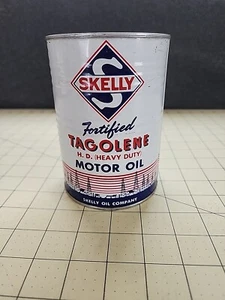 SKELLY
S
Fortified
TAGOLENE
H. D. (HEAVY DUTY)
MOTOR OIL
SKELLY OIL COMPANY